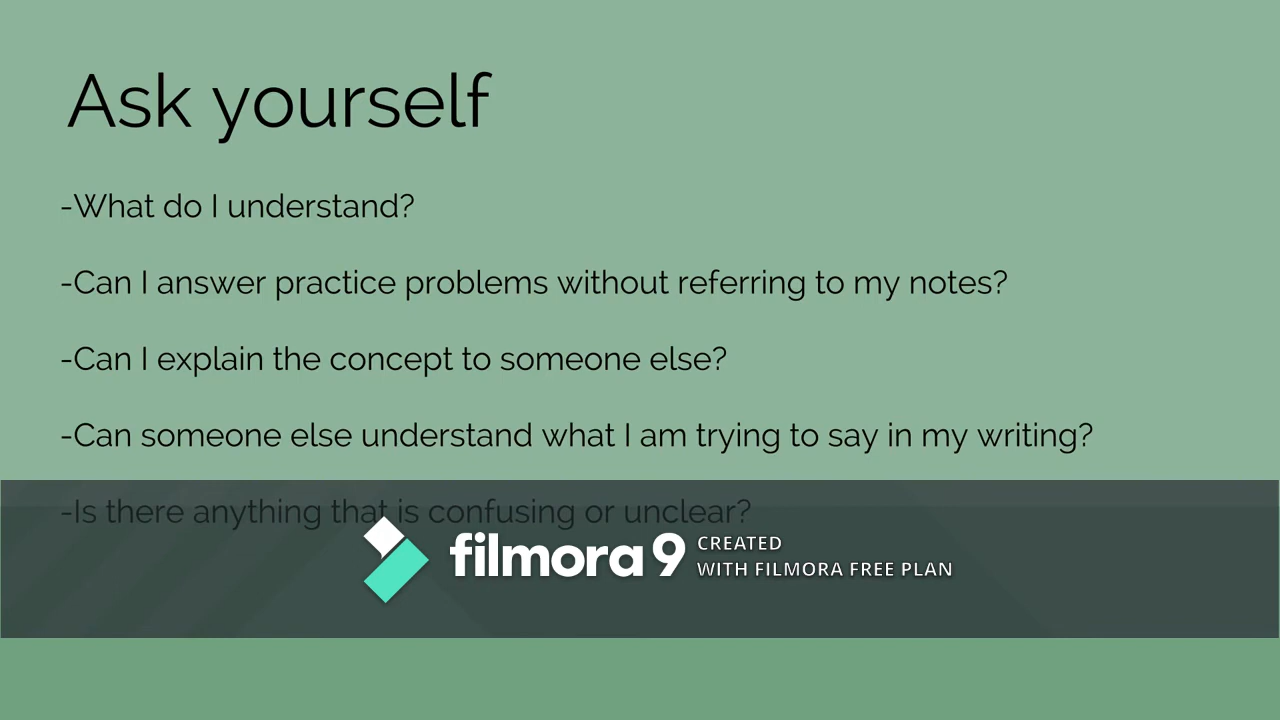 Ask yourself
-What do I understand?
-Can I answer practice problems without referring to my notes?
-Can I explain the concept to someone else?
-Can someone else understand what I am trying to say in my writing?
-Is there anything that is confusing or unclear?
filmora9
CREATED
WITH FILMORA FREE PLAN